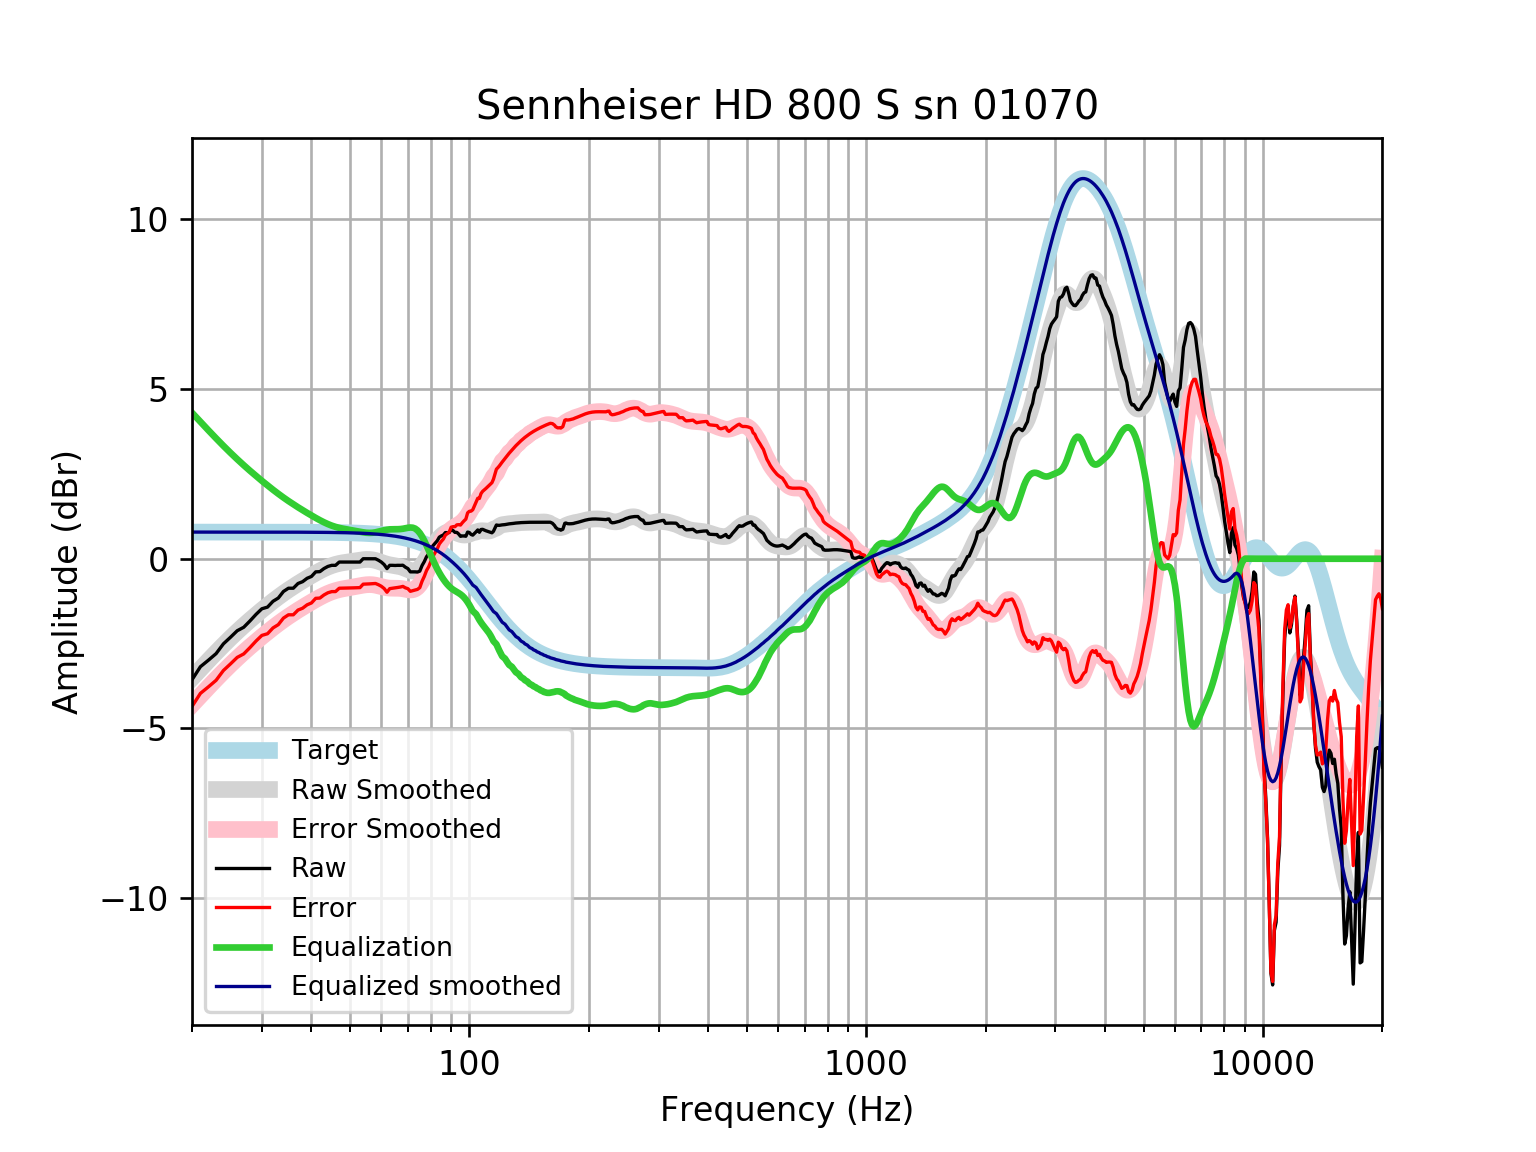 Sennheiser HD 800 S sn 01070
10
5
0
−5
−10
Amplitude (dBr)
Target
Raw Smoothed
Error Smoothed
Raw
Error
Equalization
Equalized smoothed
100 1000 10000
Frequency (Hz)